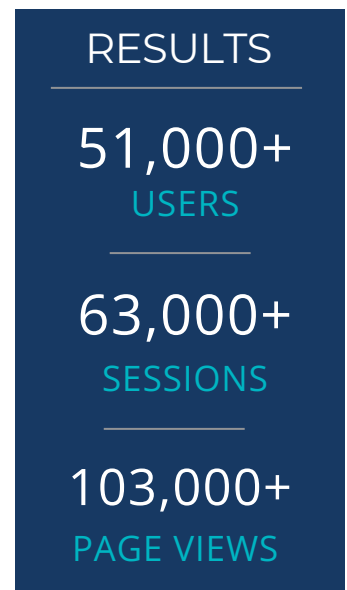 RESULTS
51,000+
USERS
63,000+
SESSIONS
103,000+
PAGE VIEWS